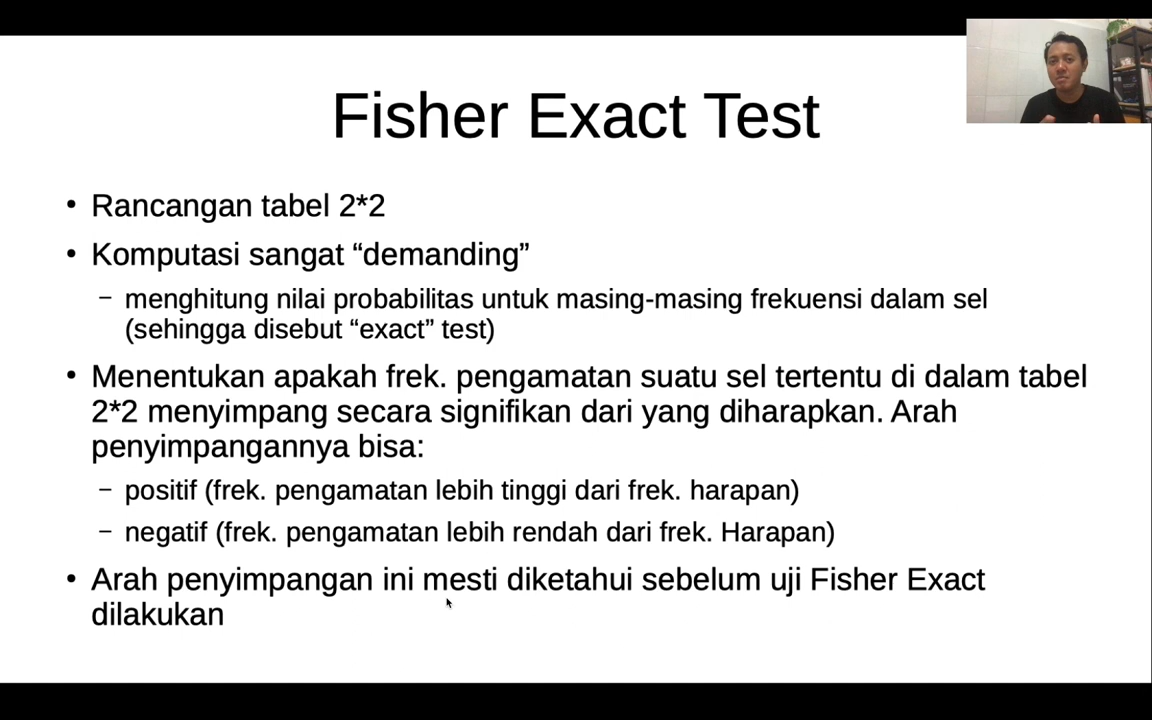 Fisher Exact Test
• Rancangan tabel 2*2
• Komputasi sangat “demanding”
– menghitung nilai probabilitas untuk masing-masing frekuensi dalam sel
(sehingga disebut “exact” test)
• Menentukan apakah frek. pengamatan suatu sel tertentu di dalam tabel
2*2 menyimpang secara signifikan dari yang diharapkan. Arah
penyimpangannya bisa:
– positif (frek. pengamatan lebih tinggi dari frek. harapan)
– negatif (frek. pengamatan lebih rendah dari frek. Harapan)
• Arah penyimpangan ini mesti diketahui sebelum uji Fisher Exact
dilakukan